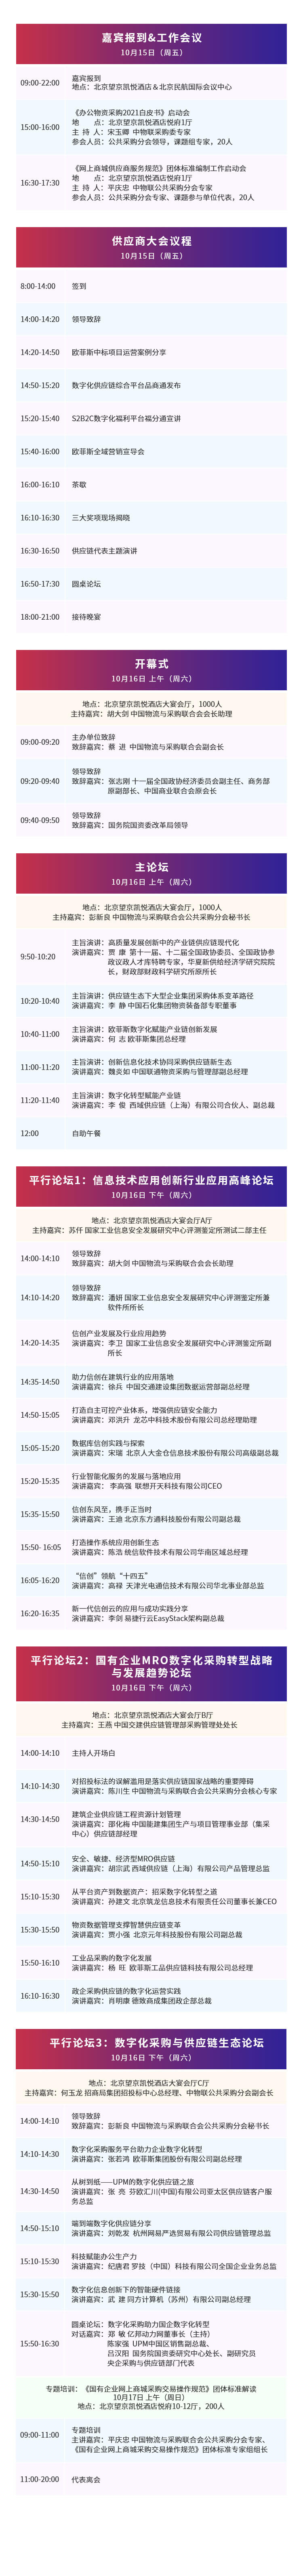 嘉宾报到&工作会议
10月15日（周五）
09:00-22:00
嘉宾报到
地点：北京望京凯悦酒店＆北京民航国际会议中心
15:00-16:00
《办公物资采购2021白皮书》启动会
地　　点：北京望京凯悦酒店悦府1厅
主 持 人：宋玉卿 中物联采购委专家
参会人员：公共采购分会领导，课题组专家，20人
16:30-17:30
《网上商城供应商服务规范》团体标准编制工作启动会
地　　点：北京望京凯悦酒店悦府1厅
主 持 人：平庆忠 中物联公共采购分会专家
参会人员：公共采购分会专家、课题参与单位代表，20人
供应商大会议程
10月15日（周五）
8:00-14:00 签到
14:00-14:20 领导致辞
14:20-14:50 欧菲斯中标项目运营案例分享
14:50-15:20 数字化供应链综合平台品商通发布
15:20-15:40 S2B2C数字化福利平台福分通宣讲
15:40-16:00 欧菲斯全域营销宣导会
16:00-16:10 茶歇
16:10-16:30 三大奖项现场揭晓
16:30-16:50 供应链代表主题演讲
16:50-17:30 圆桌论坛
18:00-21:00 接待晚宴
开幕式
10月16日 上午（周六）
地点：北京望京凯悦酒店大宴会厅，1000人
主持嘉宾：胡大剑 中国物流与采购联合会会长助理
09:00-09:20
主办单位致辞
致辞嘉宾：蔡 进 中国物流与采购联合会副会长
09:20-09:40
领导致辞
致辞嘉宾：张志刚 十一届全国政协经济委员会副主任、商务部
原副部长、中国商业联合会原会长
09:40-09:50
领导致辞
致辞嘉宾：国务院国资委改革局领导
主论坛
10月16日 上午（周六）
地点：北京望京凯悦酒店大宴会厅，1000人
主持嘉宾：彭新良 中国物流与采购联合会公共采购分会秘书长
9:50-10:20
主旨演讲：高质量发展创新中的产业链供应链现代化
演讲嘉宾：贾 康 第十一届、十二届全国政协委员、全国政协参
政议政人才库特聘专家，华夏新供给经济学研究院院
长，财政部财政科学研究所原所长
10:20-10:40
主旨演讲：供应链生态下大型企业集团采购体系变革路径
演讲嘉宾：李 静 中国石化集团物资装备部专职董事
10:40-11:00
主旨演讲：欧菲斯数字化赋能产业链创新发展
演讲嘉宾：何 志 欧菲斯集团总经理
11:00-11:20
主旨演讲：创新信息化技术协同采购供应链新生态
演讲嘉宾：魏炎如 中国联通物资采购与管理部副总经理
11:20-11:40
主旨演讲：数字化转型赋能产业链
演讲嘉宾：李 俊 西域供应链（上海）有限公司合伙人、副总裁
12:00 自助午餐
平行论坛1：信息技术应用创新行业应用高峰论坛
10月16日 下午（周六）
地点：北京望京凯悦酒店大宴会厅A厅
主持嘉宾：苏仟 国家工业信息安全发展研究中心评测鉴定所测试二部主任
14:00-14:10
领导致辞
致辞嘉宾：胡大剑 中国物流与采购联合会会长助理
14:10-14:20
领导致辞
致辞嘉宾：潘妍 国家工业信息安全发展研究中心评测鉴定所兼
软件所所长
14:20-14:35
信创产业发展及行业应用趋势
演讲嘉宾：李卫 国家工业信息安全发展研究中心评测鉴定所副
所长
14:35-14:50
助力信创在建筑行业的应用落地
演讲嘉宾：徐兵 中国交通建设集团数据运营部副总经理
14:50-15:05
打造自主可控产业体系，增强供应链安全能力
演讲嘉宾：邓洪升 龙芯中科技术股份有限公司总经理助理
15:05-15:20
数据库信创实践与探索
演讲嘉宾：宋瑞 北京人大金仓信息技术股份有限公司高级副总裁
15:20-15:35
行业智能化服务的发展与落地应用
演讲嘉宾： 李高强 联想开天科技有限公司CEO
15:35-15:50
信创东风至，携手正当时
演讲嘉宾：王迪 北京东方通科技股份有限公司副总裁
15:50- 16:05
打造操作系统应用创新生态
演讲嘉宾：陈浩 统信软件技术有限公司华南区域总经理
16:05-16:20
“信创”领航“十四五”
演讲嘉宾：高禄 天津光电通信技术有限公司华北事业部总监
16:20-16:35
新一代信创云的应用与成功实践分享
演讲嘉宾：李剑 易捷行云EasyStack架构副总裁
平行论坛2：国有企业MRO数字化采购转型战略
与发展趋势论坛
10月16日 下午（周六）
地点：北京望京凯悦酒店大宴会厅B厅
主持嘉宾：王燕 中国交建供应链管理部采购管理处处长
14:00-14:10 主持人开场白
14:10-14:30
对招投标法的误解滥用是落实供应链国家战略的重要障碍
演讲嘉宾：陈川生 中国物流与采购联合会公共采购分会核心专家
14:30-14:50
建筑企业供应链工程资源计划管理
演讲嘉宾：邵化梅 中国能建集团生产与项目管理事业部（集采
中心）供应链部经理
14:50-15:10
安全、敏捷、经济型MRO供应链
演讲嘉宾：胡宗武 西域供应链（上海）有限公司产品管理总监
15:10-15:30
从平台资产到数据资产：招采数字化转型之道
演讲嘉宾：孙建文 北京筑龙信息技术有限责任公司董事长兼CEO
15:30-15:50
物资数据管理支撑智慧供应链变革
演讲嘉宾：贾小强 北京元年科技股份有限公司副总裁
15:50-16:10
工业品采购的数字化发展
演讲嘉宾：杨 旺 欧菲斯工品供应链科技有限公司总经理
16:10-16:30
政企采购供应链的数字化运营实践
演讲嘉宾：肖明康 德致商成集团政企部总裁
平行论坛3：数字化采购与供应链生态论坛
10月16日 下午（周六）
地点：北京望京凯悦酒店大宴会厅C厅
主持嘉宾：何玉龙 招商局集团招投标中心总经理、中物联公共采购分会副会长
14:00-14:10
领导致辞
致辞嘉宾：彭新良 中国物流与采购联合会公共采购分会秘书长
14:10-14:30
数字化采购服务平台助力企业数字化转型
演讲嘉宾：张若鸿 欧菲斯集团股份有限公司副总经理
14:30-14:50
从树到纸——UPM的数字化供应链之旅
演讲嘉宾：张 亮 芬欧汇川(中国)有限公司亚太区供应链客户服
务总监
14:50-15:10
端到端数字化供应链分享
演讲嘉宾：刘乾发 杭州网易严选贸易有限公司供应链管理总监
15:10-15:30
科技赋能办公生产力
演讲嘉宾：纪唐君 罗技（中国）科技有限公司全国企业业务总监
15:30-15:50
数字化信息创新下的智能硬件链接
演讲嘉宾：武 建 同方计算机（苏州）有限公司副总经理
15:50-16:30
圆桌论坛：数字化采购助力国企数字化转型
对话嘉宾：郑 敏 亿邦动力网董事长（主持）
陈家强 UPM中国区销售副总裁、
吕汉阳 国务院国资委研究中心处长、副研究员
央企采购与供应链部门代表
专题培训：《国有企业网上商城采购交易操作规范》团体标准解读
10月17日 上午（周日）
地点：北京望京凯悦酒店悦府10-12厅，200人
09:00-11:00
专题培训
主讲嘉宾：平庆忠 中国物流与采购联合会公共采购分会专家、
《国有企业网上商城采购交易操作规范》团体标准专家组组长
11:00-20:00 代表离会